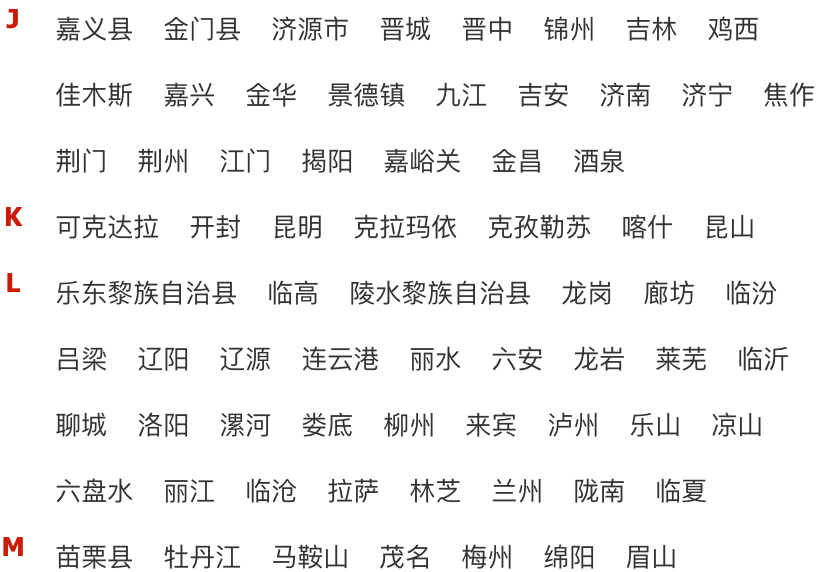 J 嘉义县 金门县 济源市 晋城 晋中 锦州 吉林 鸡西
佳木斯 嘉兴 金华 景德镇 九江 吉安 济南 济宁 焦作
荆门 荆州 江门 揭阳 嘉峪关 金昌 酒泉
K 可克达拉 开封 昆明 克拉玛依 克孜勒苏 喀什 昆山
L 乐东黎族自治县 临高 陵水黎族自治县 龙岗 廊坊 临汾
吕梁 辽阳 辽源 连云港 丽水 六安 龙岩 莱芜 临沂
聊城 洛阳 漯河 娄底 柳州 来宾 泸州 乐山 凉山
六盘水 丽江 临沧 拉萨 林芝 兰州 陇南 临夏
M 苗栗县 牡丹江 马鞍山 茂名 梅州 绵阳 眉山